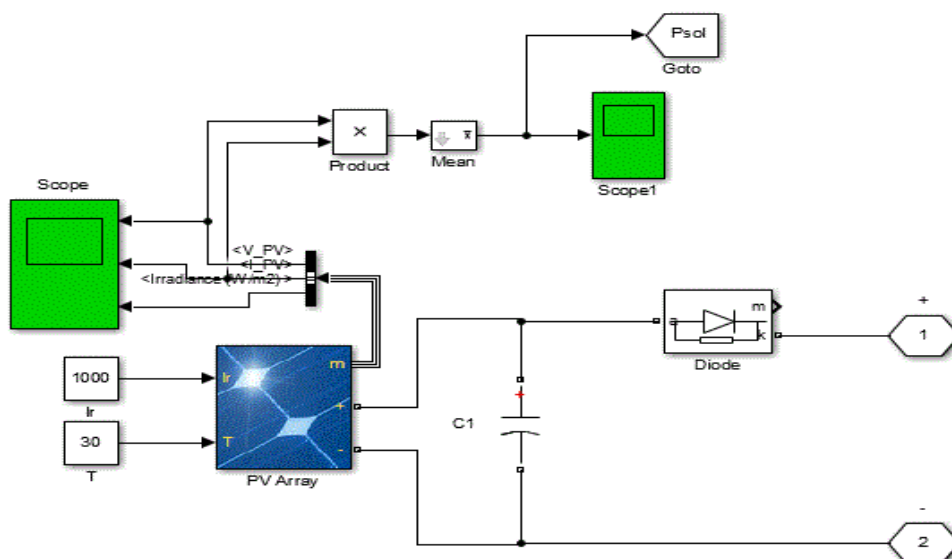 Psol
Goto
×
Product
x
Mean
Scope1
Scope
<V_PV>
<I_PV>
<Irradiance (W/m2)>
1000
Ir
30
T
Ir
T
m
+
-
PV Array
+
C1
m
k
Diode
+
1
-
2